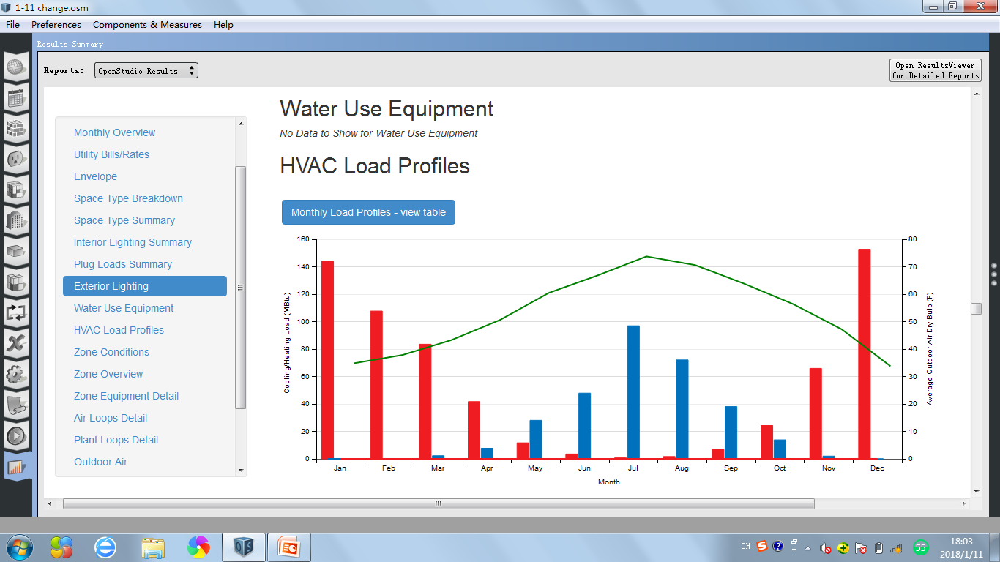 1-11 change.osm
File Preferences Components & Measures Help
Results Summary
Reports: OpenStudio Results
Open ResultsViewer
for Detailed Reports
Monthly Overview
Utility Bills/Rates
Envelope
Space Type Breakdown
Space Type Summary
Interior Lighting Summary
Plug Loads Summary
Exterior Lighting
Water Use Equipment
HVAC Load Profiles
Zone Conditions
Zone Overview
Zone Equipment Detail
Air Loops Detail
Plant Loops Detail
Outdoor Air
Water Use Equipment
No Data to Show for Water Use Equipment
HVAC Load Profiles
Monthly Load Profiles - view table
Cooling/Heating Load (MBtu)
160
140
120
100
80
60
40
20
0
80
70
60
50
40
30
20
10
0
Average Outdoor Air Dry Bulb (F)
Jan Feb Mar Apr May Jun Jul Aug Sep Oct Nov Dec
Month
CH
55
18:03
2018/1/11